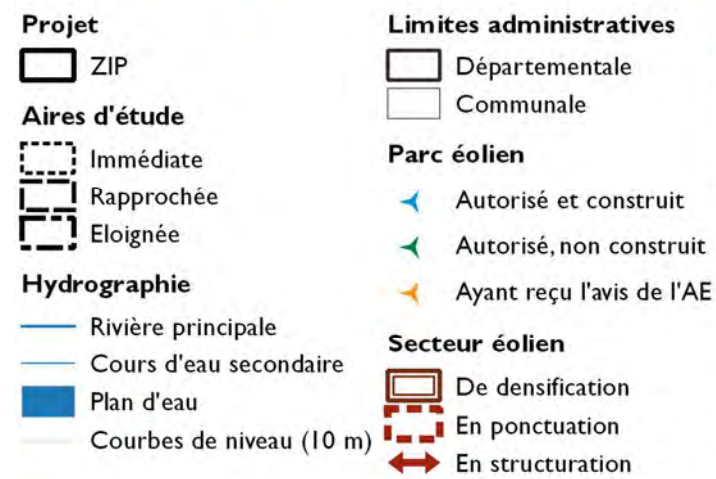 Projet
ZIP
Aires d'étude
Immédiate
Rapprochée
Eloignée
Hydrographie
Rivière principale
Cours d'eau secondaire
Plan d'eau
Courbes de niveau (10 m)
Limites administratives
Départementale
Communale
Parc éolien
Autorisé et construit
Autorisé, non construit
Ayant reçu l'avis de l'AE
Secteur éolien
De densification
En ponctuation
En structuration